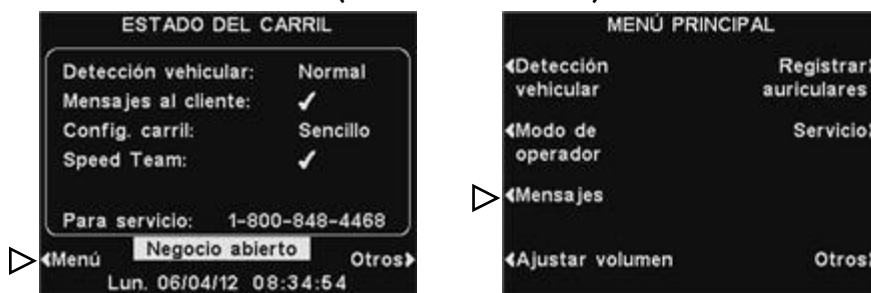 ESTADO DEL CARRIL
Detección vehicular: Normal
Mensajes al cliente: ✓
Config. carril: Sencillo
Speed Team: ✓
Para servicio: 1-800-848-4468
Negocio abierto
Menú Otros
Lun. 06/04/12 08:34:54
MENÚ PRINCIPAL
Detección Registrar
vehicular auriculares
Modo de Servicio
operador
Mensajes
Ajustar volumen Otros